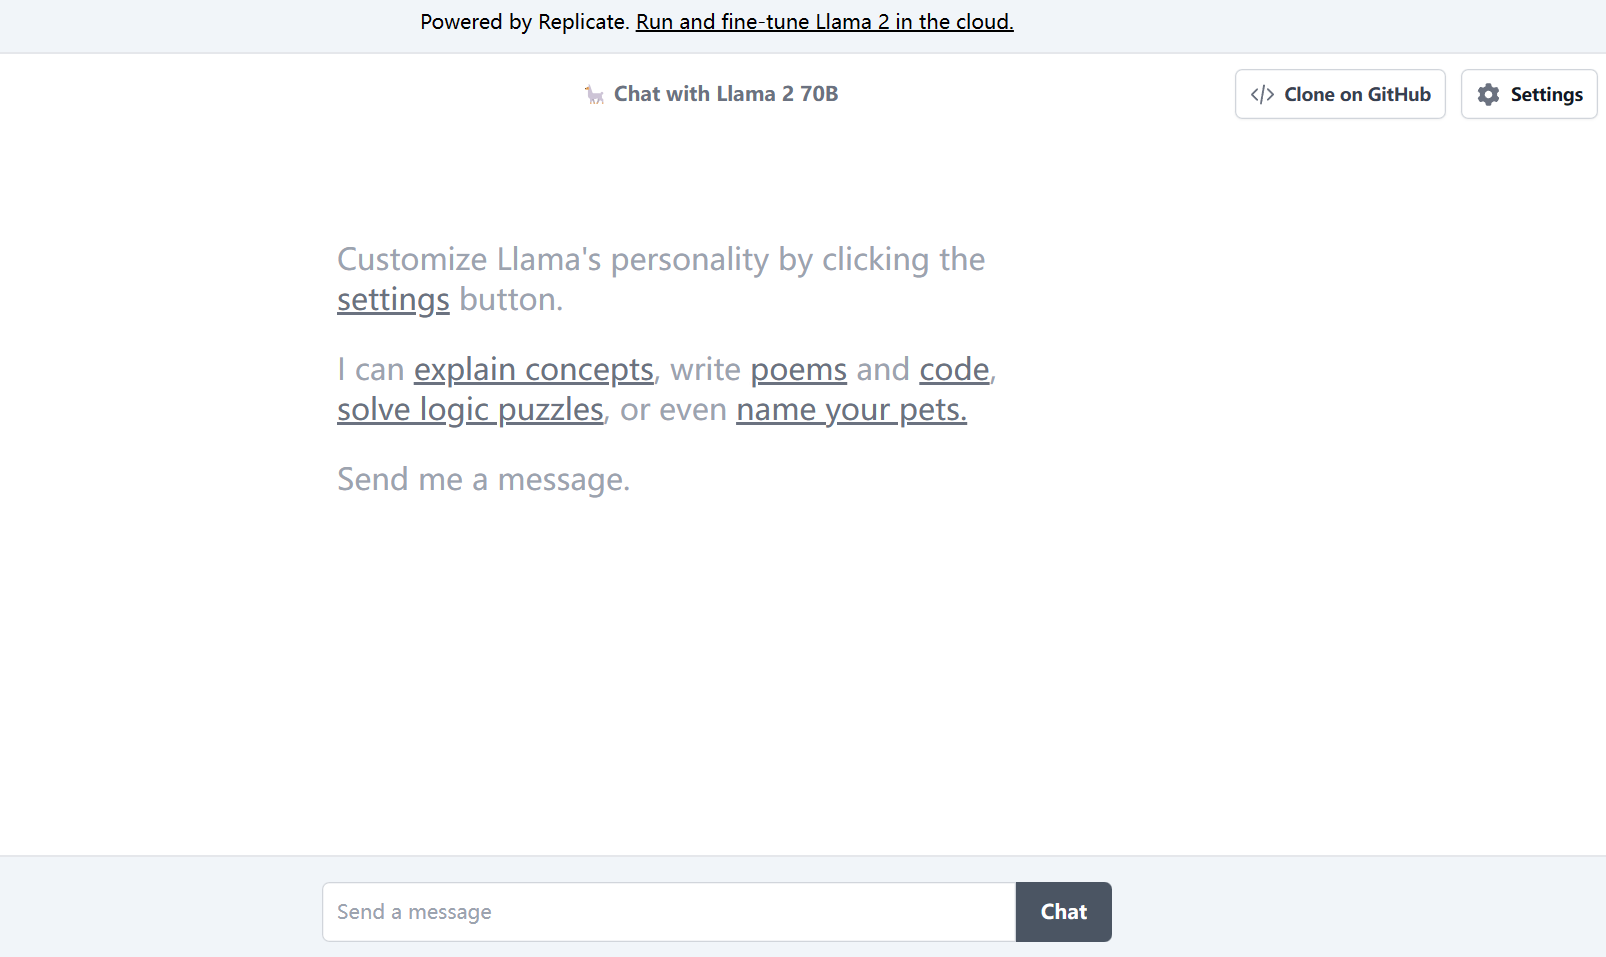 Powered by Replicate. Run and fine-tune Llama 2 in the cloud.
Chat with Llama 2 70B
</> Clone on GitHub
Settings
Customize Llama's personality by clicking the
settings button.
I can explain concepts, write poems and code,
solve logic puzzles, or even name your pets.
Send me a message.
Send a message
Chat